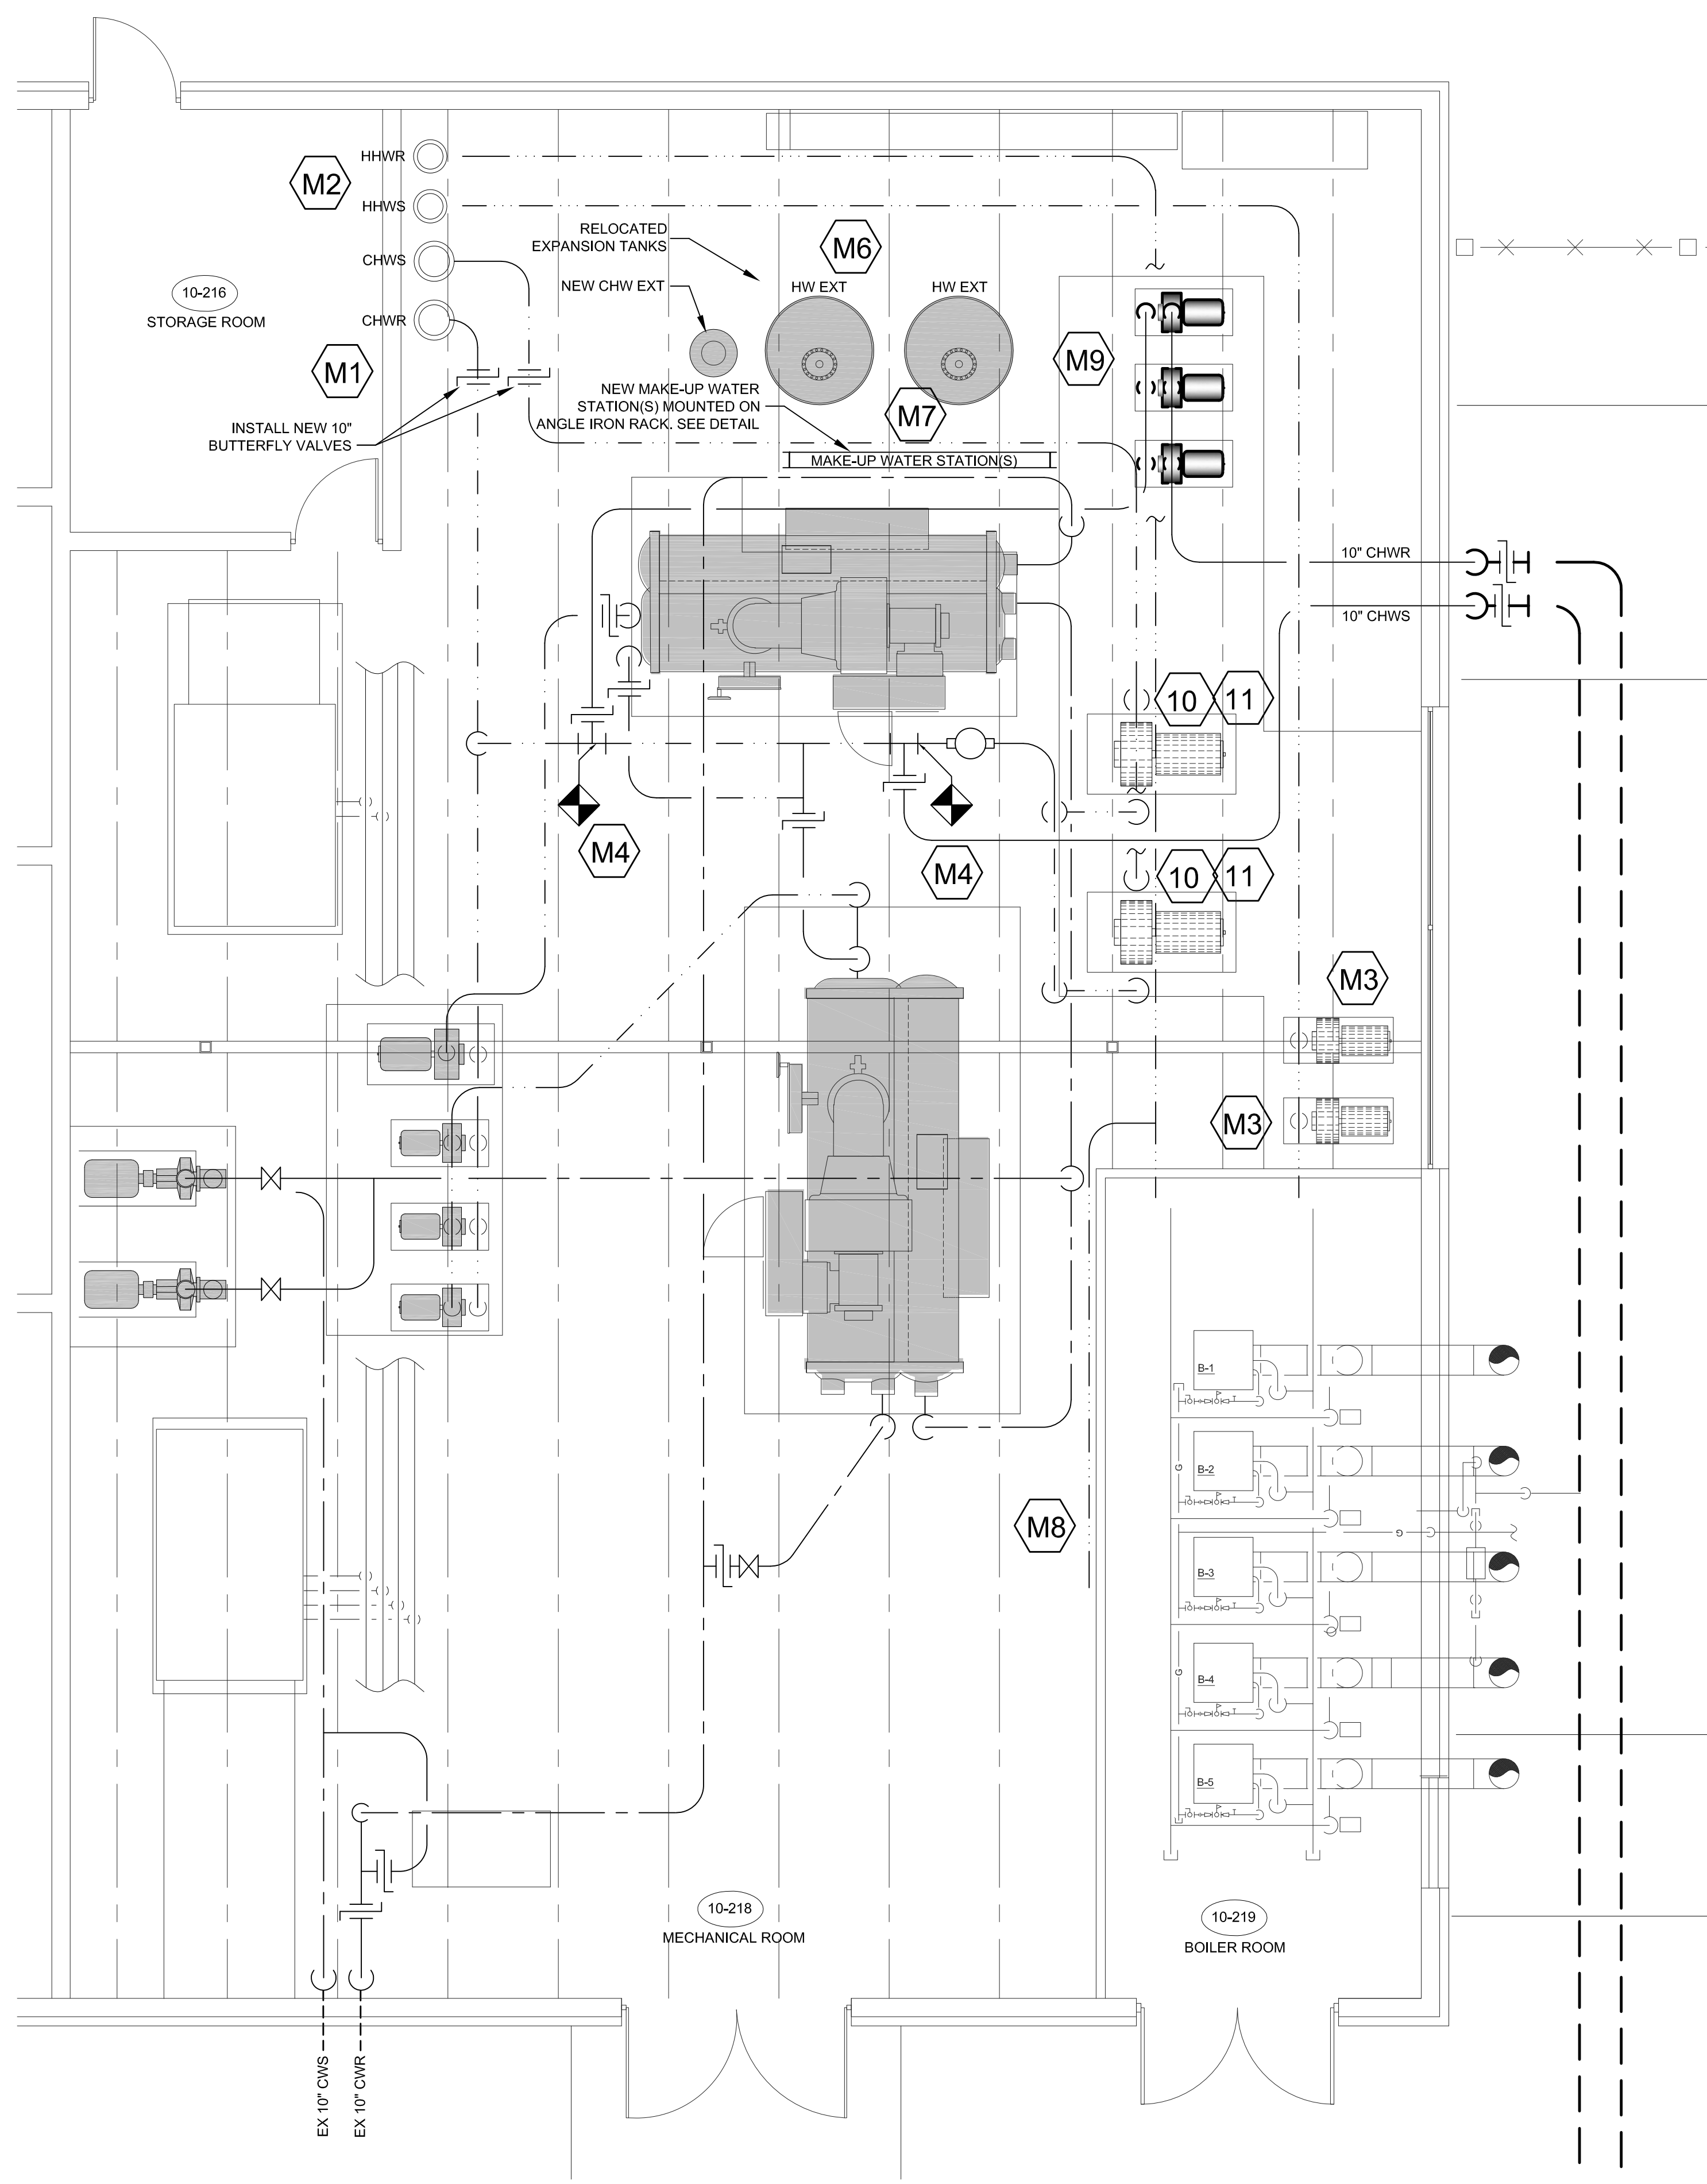 HHWR
M2
HHWS
RELOCATED
EXPANSION TANKS
M6
CHWS
NEW CHW EXT
HW EXT
HW EXT
10-216
STORAGE ROOM
CHWR
M1
M9
INSTALL NEW 10"
BUTTERFLY VALVES
NEW MAKE-UP WATER
STATION(S) MOUNTED ON
ANGLE IRON RACK. SEE DETAIL
M7
MAKE-UP WATER STATION(S)
10" CHWR
10" CHWS
10
11
M4
M4
10
11
M3
M3
B-1
B-2
G
G
B-3
M8
B-4
G
B-5
10-218
MECHANICAL ROOM
10-219
BOILER ROOM
EX 10" CWS
EX 10" CWR